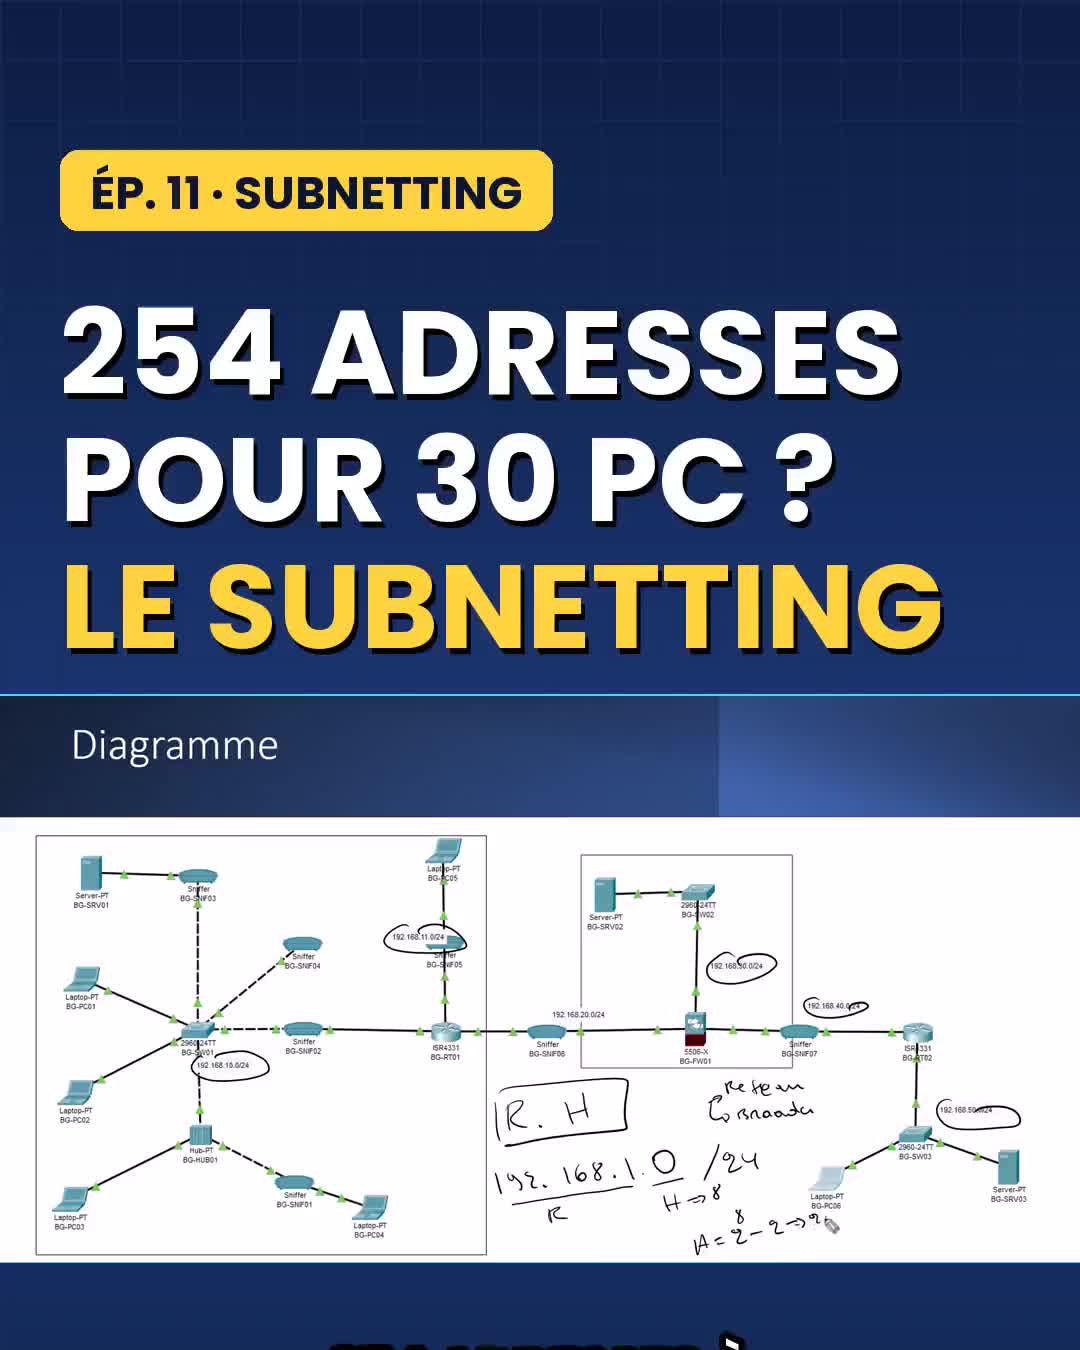 ÉP. 11 · SUBNETTING
254 ADRESSES
POUR 30 PC ?
LE SUBNETTING
Diagramme
Server-PT
BG-SRV01
Sniffer
BG-SNIF03
Laptop-PT
BG-PC05
192.168.11.0/24
Sniffer
BG-SNIF05
Sniffer
BG-SNIF04
Laptop-PT
BG-PC01
2960-24TT
BG-SW01
192.168.10.0/24
Sniffer
BG-SNIF02
ISR4331
BG-RT01
Laptop-PT
BG-PC02
Hub-PT
BG-HUB01
Sniffer
BG-SNIF01
Laptop-PT
BG-PC03
Laptop-PT
BG-PC04
192.168.20.0/24
Sniffer
BG-SNIF06
Server-PT
BG-SRV02
2960-24TT
BG-SW02
192.168.30.0/24
5506-X
BG-FW01
192.168.40.0/24
Sniffer
BG-SNIF07
ISR4331
BG-RT02
192.168.50.0/24
2960-24TT
BG-SW03
Laptop-PT
BG-PC06
Server-PT
BG-SRV03
R. H
192. 168. 1. 0 /24
R
H => 8
H = 2^8 - 2 =>